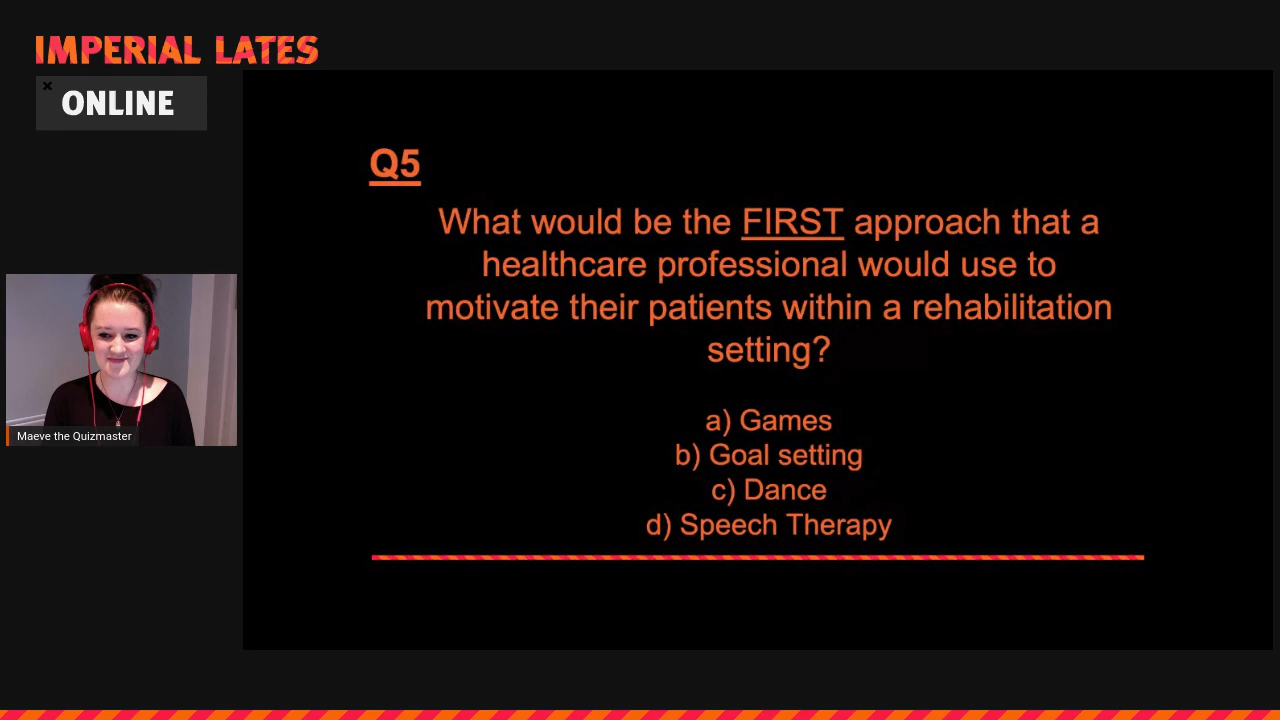 IMPERIAL LATES
ONLINE
Q5
What would be the FIRST approach that a
healthcare professional would use to
motivate their patients within a rehabilitation
setting?
a) Games
b) Goal setting
c) Dance
d) Speech Therapy
Maeve the Quizmaster